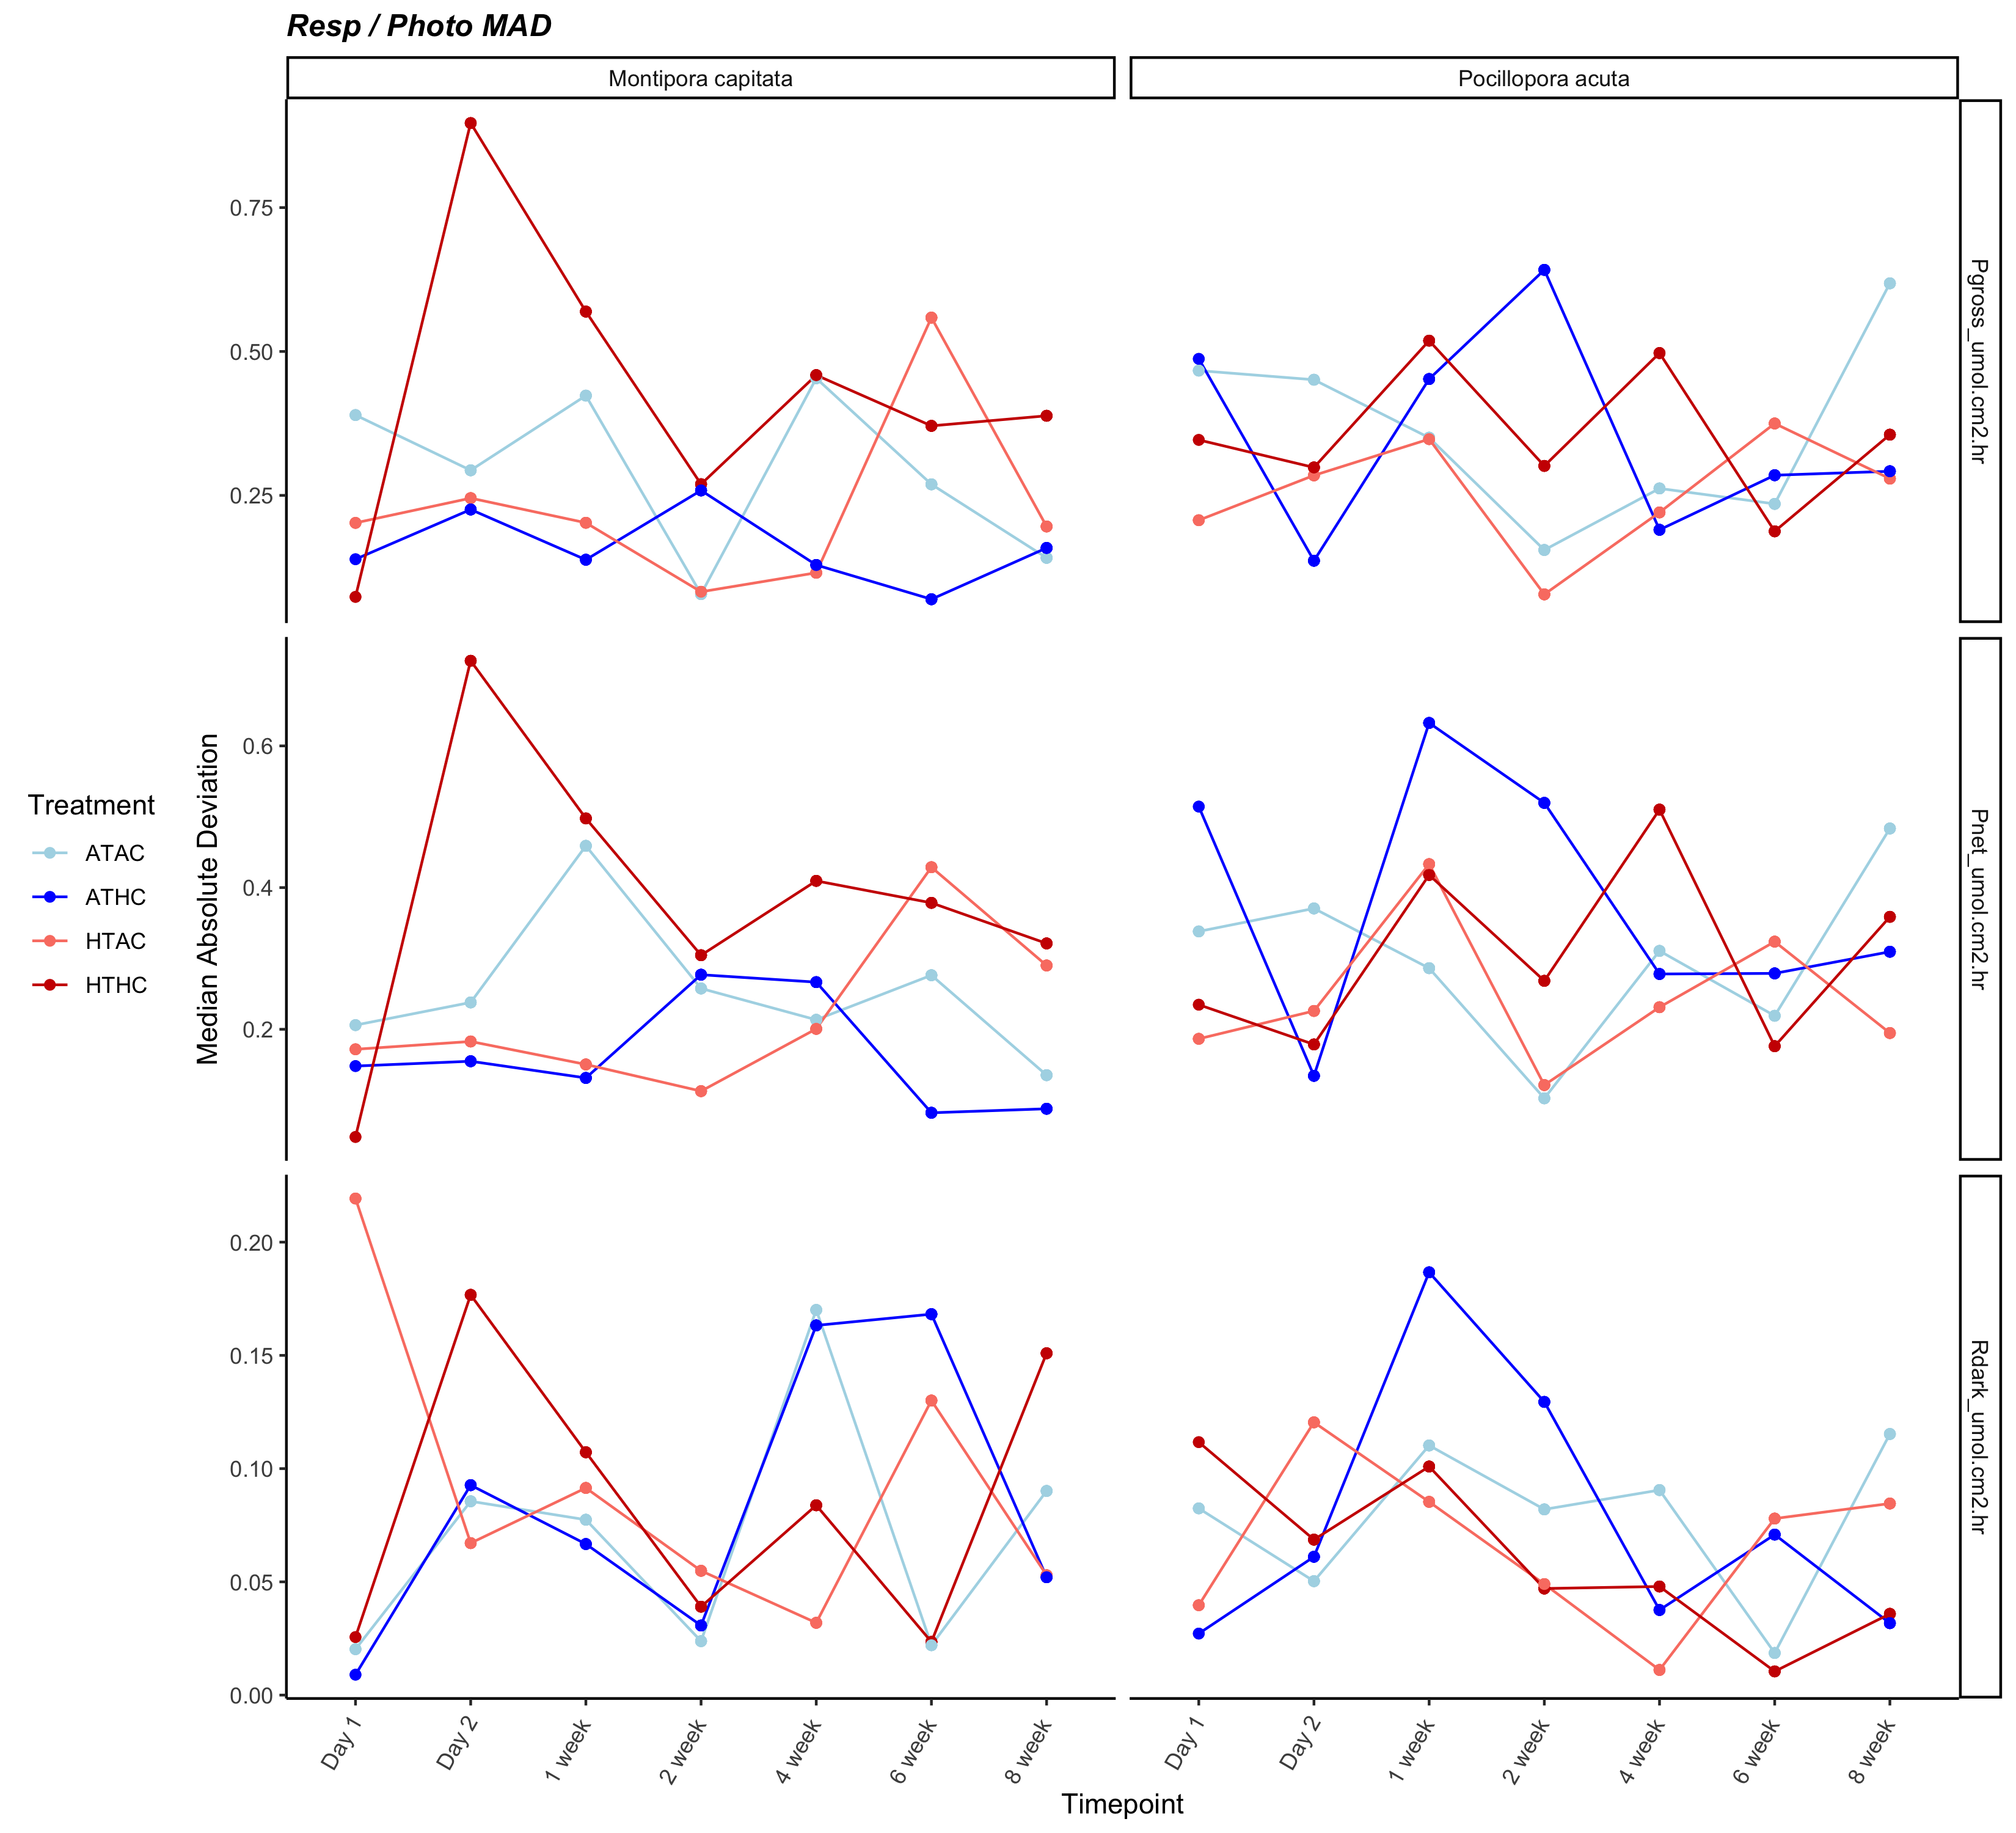 Resp / Photo MAD
Montipora capitata
Pocillopora acuta
Pgross_umol.cm2.hr
Pnet_umol.cm2.hr
Rdark_umol.cm2.hr
Median Absolute Deviation
0.75
0.50
0.25
0.6
0.4
0.2
0.20
0.15
0.10
0.05
0.00
Treatment
ATAC
ATHC
HTAC
HTHC
Day 1
Day 2
1 week
2 week
4 week
6 week
8 week
Day 1
Day 2
1 week
2 week
4 week
6 week
8 week
Timepoint